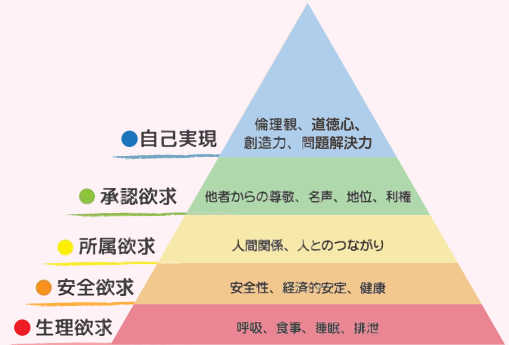 倫理観、道徳心、
自己実現
創造力、問題解決力
承認欲求
他者からの尊敬、名声、地位、利権
所属欲求
人間関係、人とのつながり
安全欲求
安全性、経済的安定、健康
生理欲求
呼吸、食事、睡眠、排泄